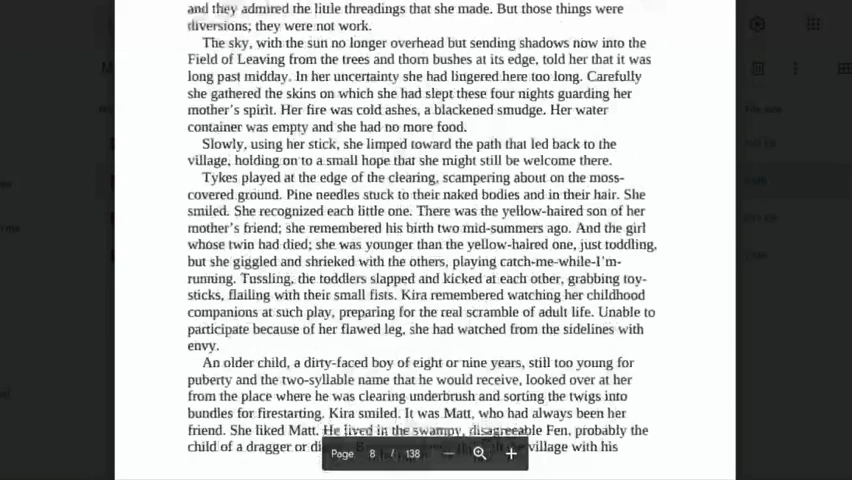 and they admired the little threadings that she made. But those things were
diversions; they were not work.
The sky, with the sun no longer overhead but sending shadows now into the
Field of Leaving from the trees and thorn bushes at its edge, told her that it was
long past midday. In her uncertainty she had lingered here too long. Carefully
she gathered the skins on which she had slept these four nights guarding her
mother's spirit. Her fire was cold ashes, a blackened smudge. Her water
container was empty and she had no more food.
Slowly, using her stick, she limped toward the path that led back to the
village, holding on to a small hope that she might still be welcome there.
Tykes played at the edge of the clearing, scampering about on the moss-
covered ground. Pine needles stuck to their naked bodies and in their hair. She
smiled. She recognized each little one. There was the yellow-haired son of her
mother's friend; she remembered his birth two mid-summers ago. And the girl
whose twin had died; she was younger than the yellow-haired one, just toddling,
but she giggled and shrieked with the others, playing catch-me-while-I'm-
running. Tussling, the toddlers slapped and kicked at each other, grabbing toy-
sticks, flailing with their small fists. Kira remembered watching her childhood
companions at such play, preparing for the real scramble of adult life. Unable to
participate because of her flawed leg, she had watched from the sidelines with
envy.
An older child, a dirty-faced boy of eight or nine years, still too young for
puberty and the two-syllable name that he would receive, looked over at her
from the place where he was clearing underbrush and sorting the twigs into
bundles for firestarting. Kira smiled. It was Matt, who had always been her
friend. She liked Matt. He lived in the swampy, disagreeable Fen, probably the
child of a dragger or village with his
Page 8 / 138